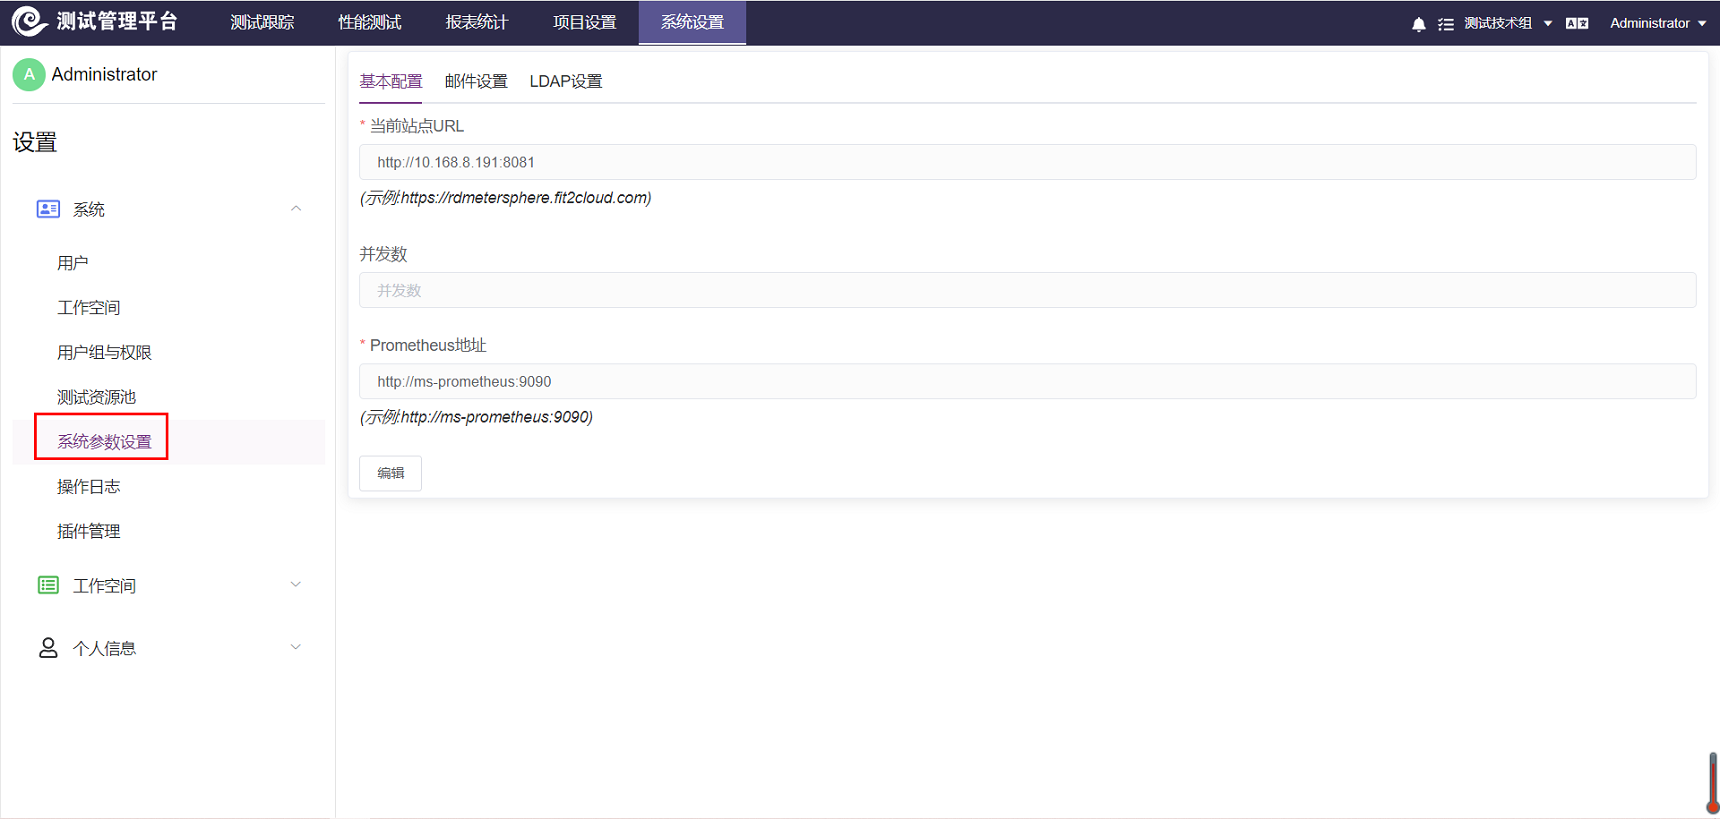 测试管理平台 测试跟踪 性能测试 报表统计 项目设置 系统设置 测试技术组 Administrator
A Administrator
设置
系统
用户
工作空间
用户组与权限
测试资源池
系统参数设置
操作日志
插件管理
工作空间
个人信息
基本配置 邮件设置 LDAP设置
* 当前站点URL
http://10.168.8.191:8081
(示例:https://rdmetersphere.fit2cloud.com)
并发数
并发数
* Prometheus地址
http://ms-prometheus:9090
(示例:http://ms-prometheus:9090)
编辑